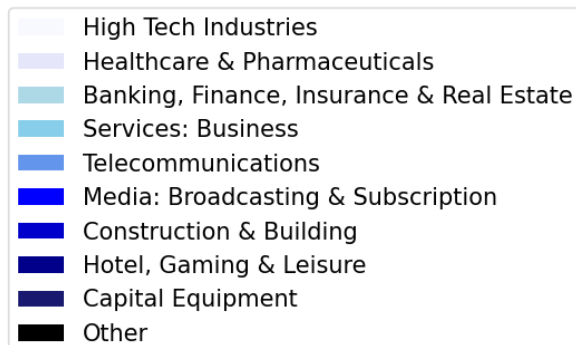 High Tech Industries
Healthcare & Pharmaceuticals
Banking, Finance, Insurance & Real Estate
Services: Business
Telecommunications
Media: Broadcasting & Subscription
Construction & Building
Hotel, Gaming & Leisure
Capital Equipment
Other